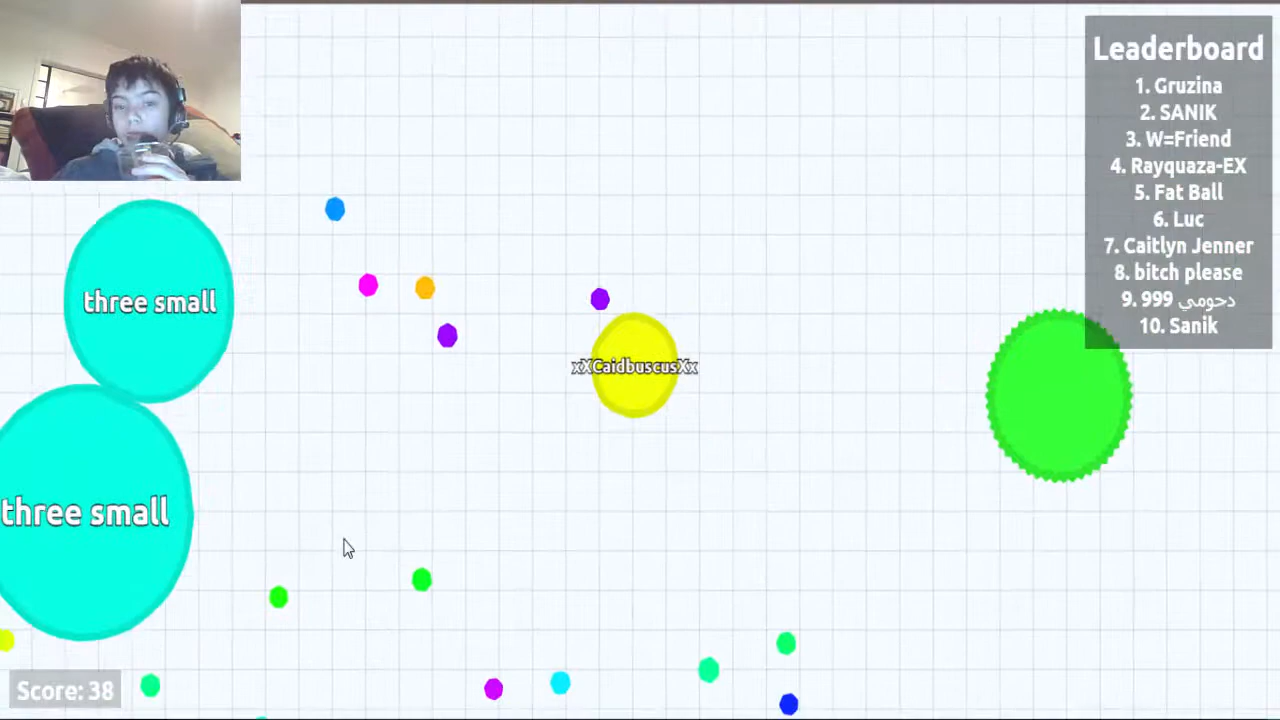 Leaderboard
1. Gruzina
2. SANIK
3. W=Friend
4. Rayquaza-EX
5. Fat Ball
6. Luc
7. Caitlyn Jenner
8. bitch please
9. 999 دحومي
10. Sanik
three small
xXCaidbuscusXx
three small
Score: 38